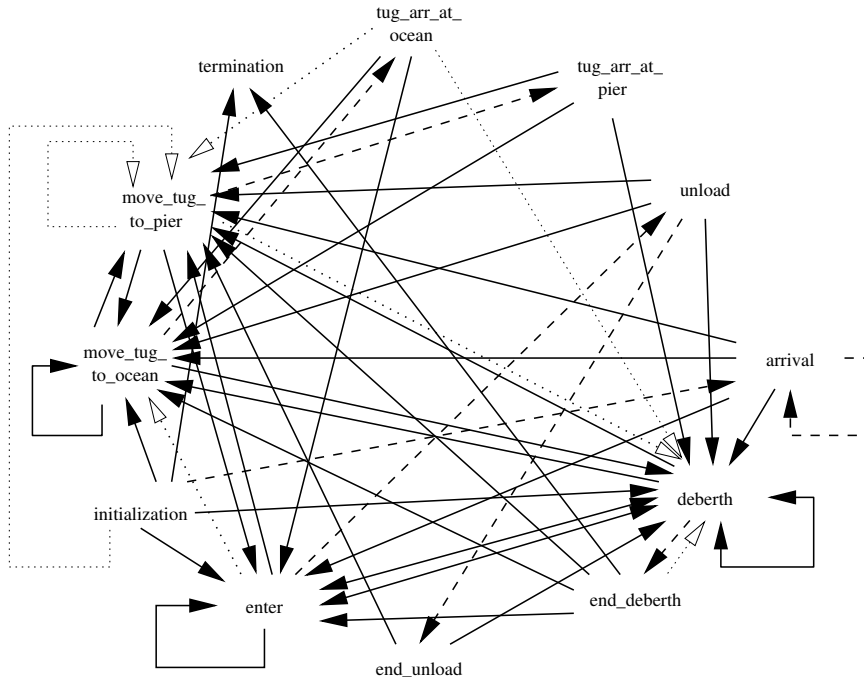 tug_arr_at_
ocean
termination
tug_arr_at_
pier
move_tug_
to_pier
unload
move_tug_
to_ocean
arrival
initialization
deberth
enter
end_deberth
end_unload